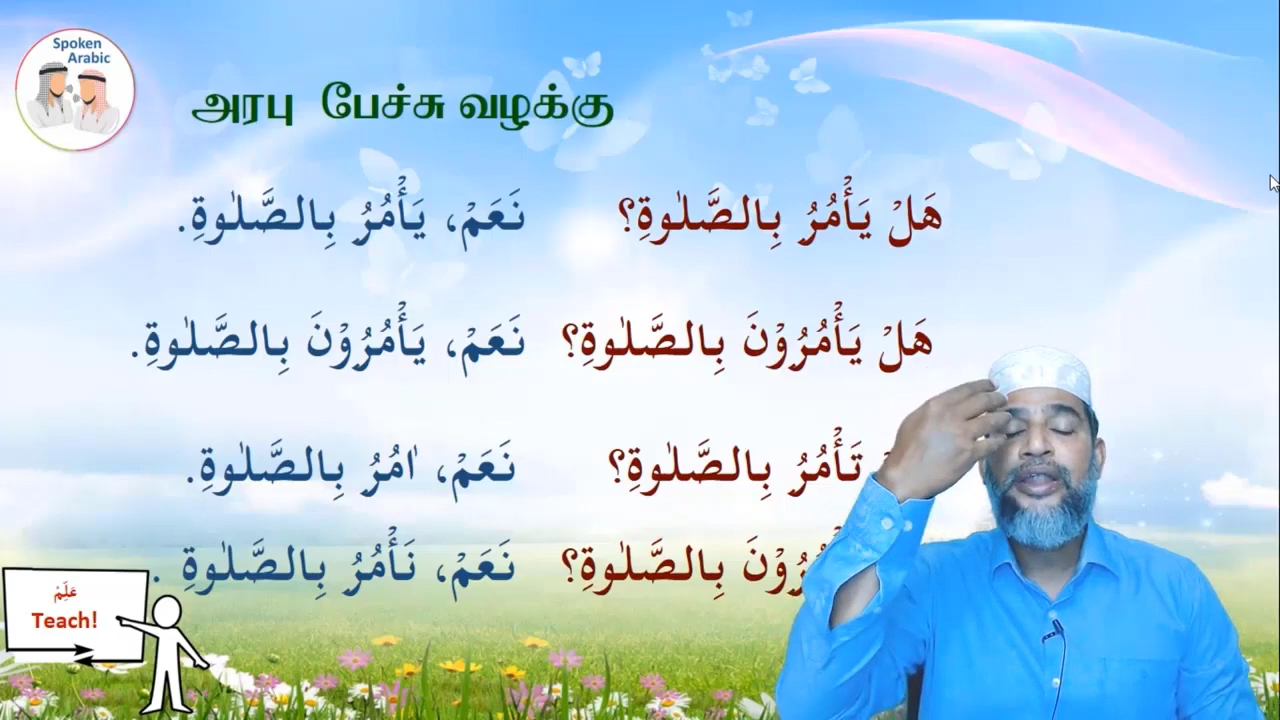 Spoken
Arabic
அரபு பேச்சு வழக்கு
هَلْ يَأْمُرُ بِالصَّلٰوةِ؟ نَعَمْ، يَأْمُرُ بِالصَّلٰوةِ.
هَلْ يَأْمُرُوْنَ بِالصَّلٰوةِ؟ نَعَمْ، يَأْمُرُوْنَ بِالصَّلٰوةِ.
تَأْمُرُ بِالصَّلٰوةِ؟ نَعَمْ، اٰمُرُ بِالصَّلٰوةِ.
بِالصَّلٰوةِ؟ نَعَمْ، نَأْمُرُ بِالصَّلٰوةِ .
عَلِّمْ
Teach!